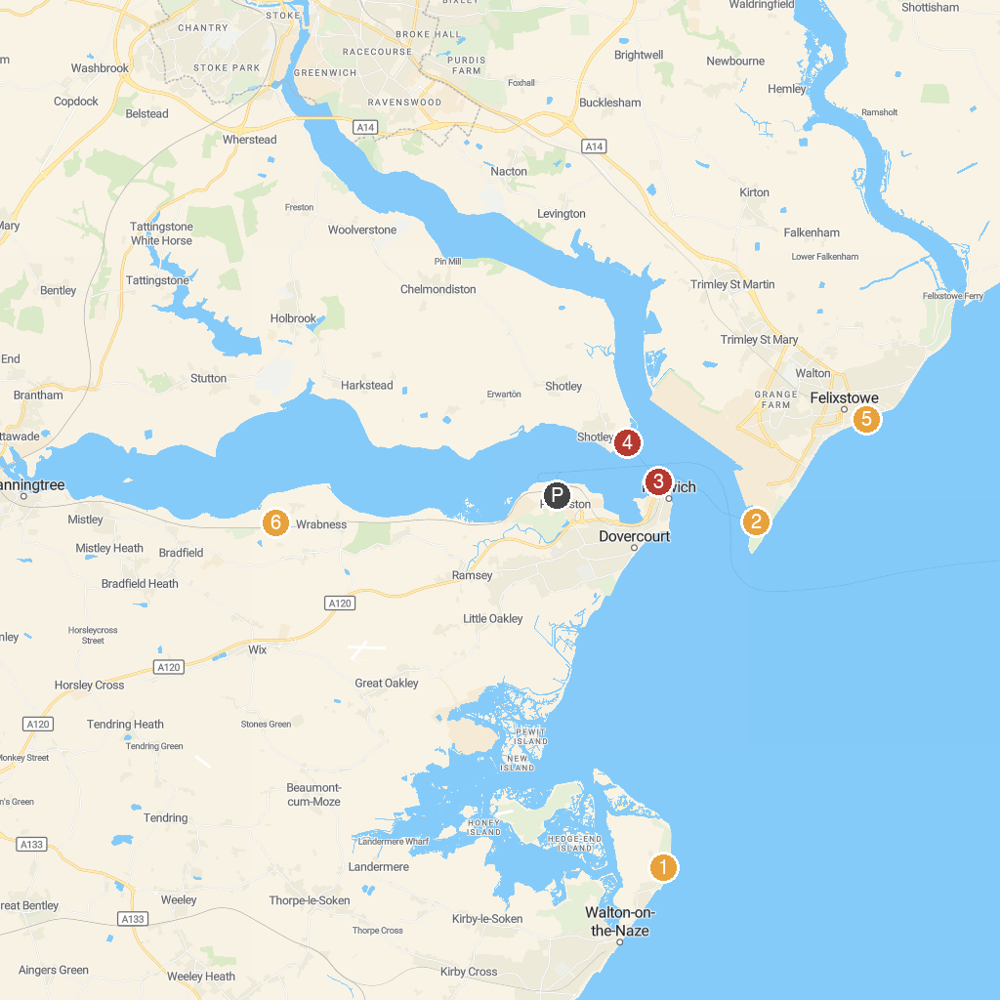 STOKE
BIXLEY
Waldringfield
Shottisham
CHANTRY
BROKE HALL
RACECOURSE
Brightwell
Newbourne
Washbrook
STOKE PARK
GREENWICH
PURDIS
FARM
Foxhall
Hemley
Copdock
RAVENSWOOD
Bucklesham
Ramsholt
Belstead
A14
Wherstead
A14
Nacton
Kirton
Freston
Levington
Tattingstone
White Horse
Woolverstone
Falkenham
Pin Mill
Lower Falkenham
Tattingstone
Trimley St Martin
Bentley
Chelmondiston
Felixstowe Ferry
Holbrook
Trimley St Mary
End
Stutton
Walton
Harkstead
Shotley
Brantham
Erwarton
GRANGE
FARM
Felixstowe
5
Shotley
4
3
P
2
Mistley
6
Wrabness
Dovercourt
Mistley Heath
Bradfield
Ramsey
Bradfield Heath
A120
Little Oakley
Horsleycross
Street
Wix
A120
Great Oakley
Horsley Cross
A120
Tendring Heath
Stones Green
PEWIT
ISLAND
Tendring Green
NEW
ISLAND
Beaumont-
cum-Moze
Tendring
HONEY
ISLAND
A133
Landermere Wharf
HEDGE-END
ISLAND
Landermere
1
Weeley
Thorpe-le-Soken
A133
Kirby-le-Soken
Walton-on-
the-Naze
Thorpe Cross
Aingers Green
Weeley Heath
Kirby Cross